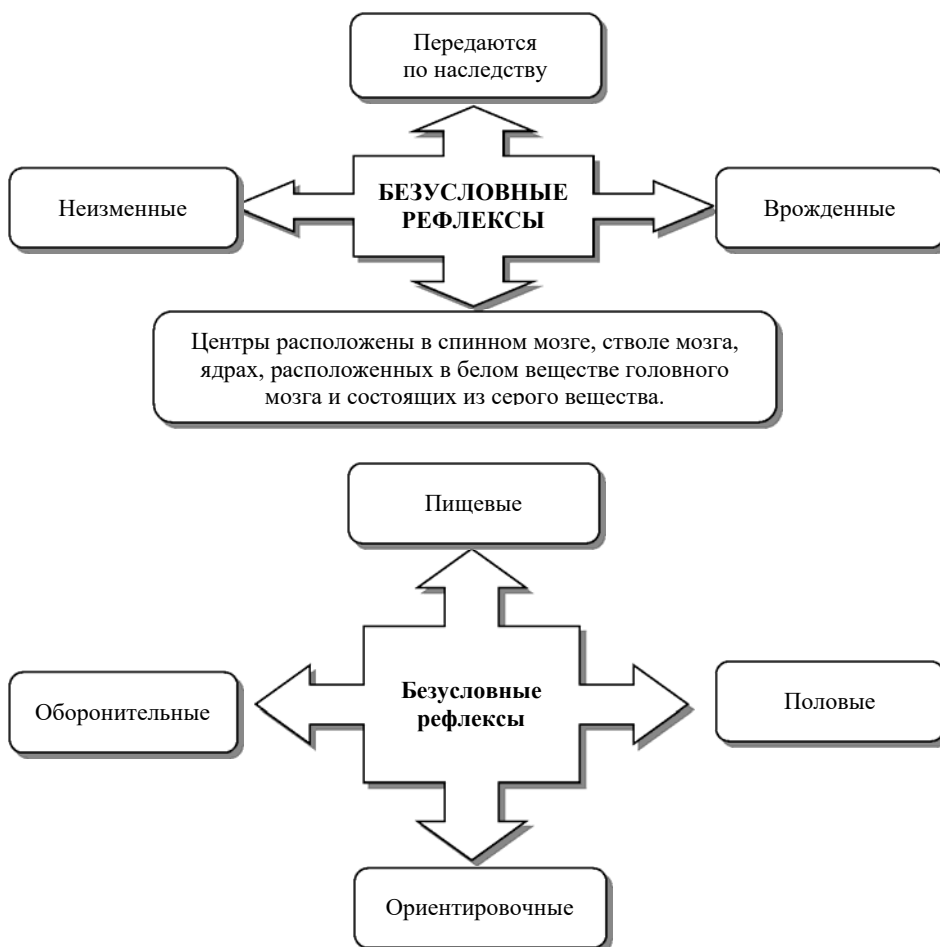 Передаются
по наследству
Неизменные
БЕЗУСЛОВНЫЕ
РЕФЛЕКСЫ
Врожденные
Центры расположены в спинном мозге, стволе мозга,
ядрах, расположенных в белом веществе головного
мозга и состоящих из серого вещества.
Пищевые
Оборонительные
Безусловные
рефлексы
Половые
Ориентировочные